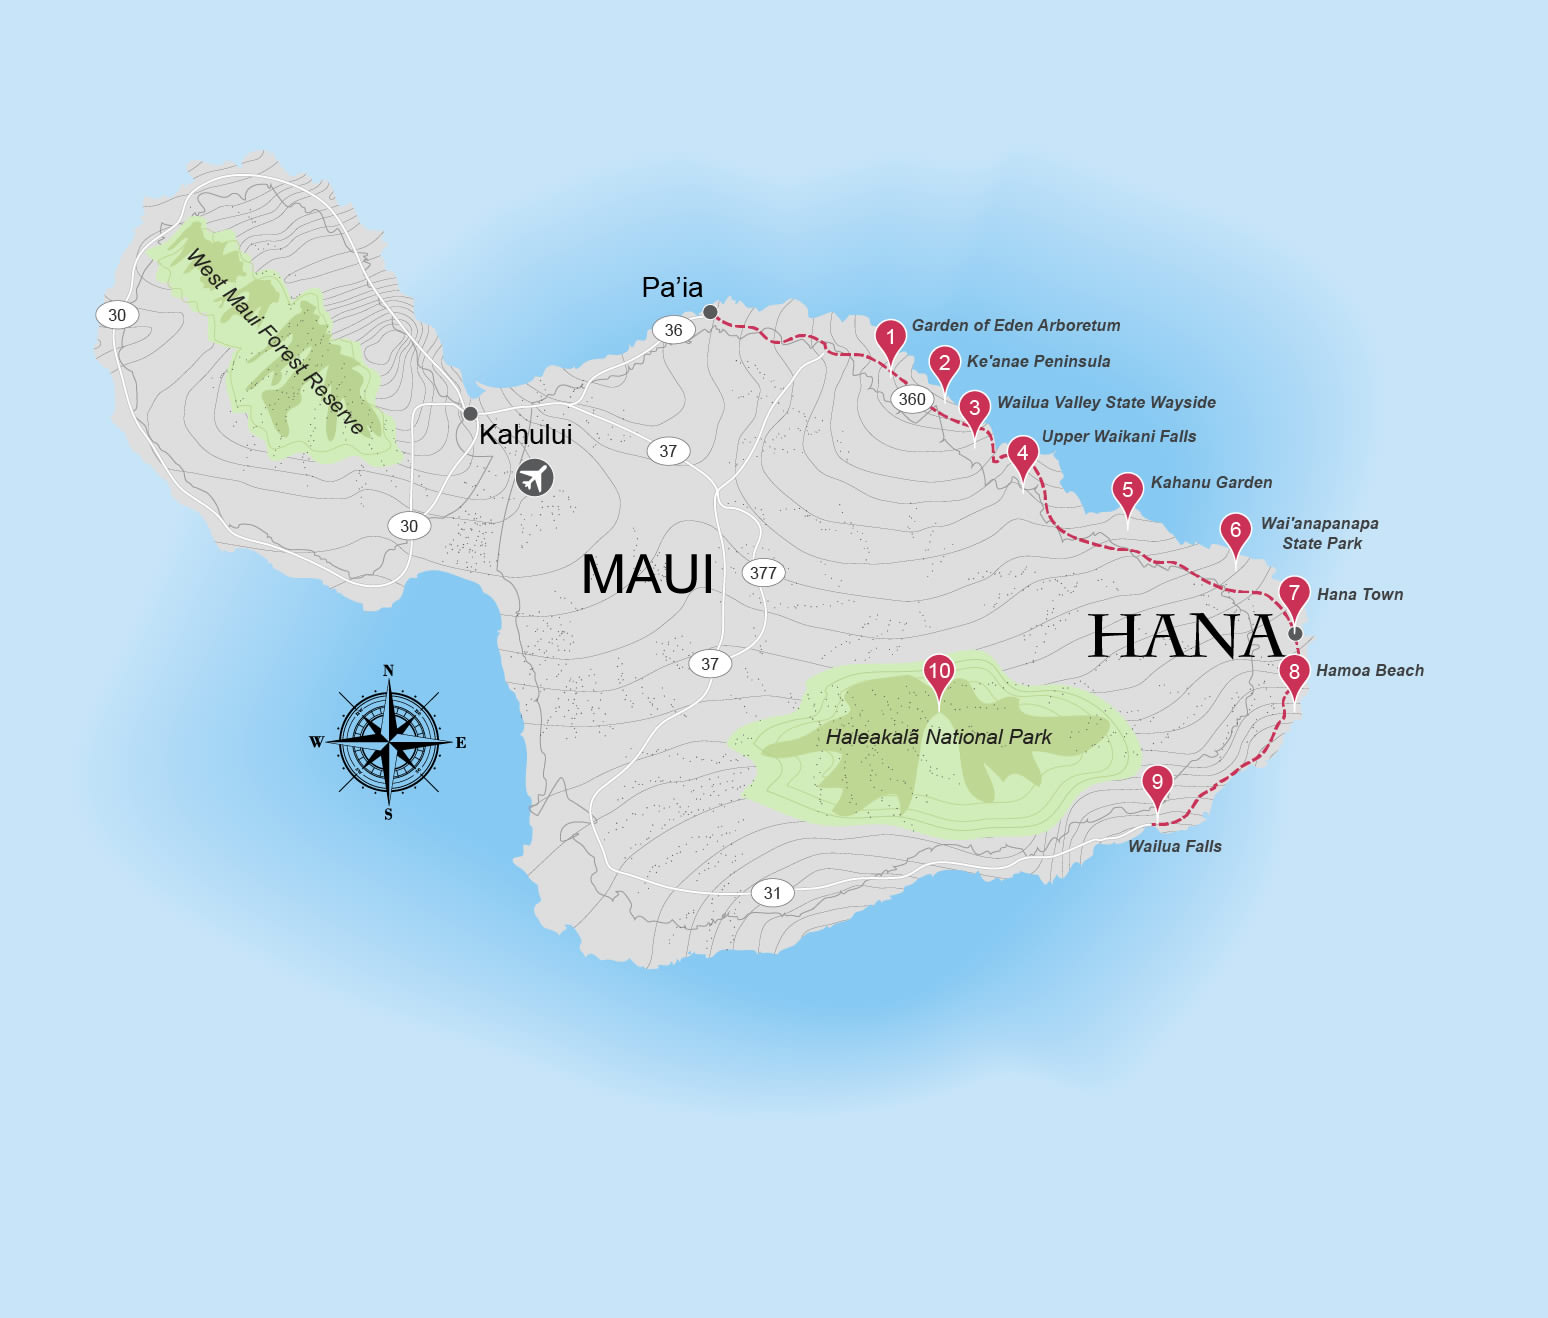 West Maui Forest Reserve
30
Pa'ia
36
1
Garden of Eden Arboretum
2
Ke'anae Peninsula
360
3
Wailua Valley State Wayside
4
Upper Waikani Falls
Kahului
37
5
Kahanu Garden
30
6
Wai'anapanapa
State Park
MAUI
377
7
Hana Town
HANA
37
10
8
Hamoa Beach
N
W
E
S
Haleakalã National Park
9
Wailua Falls
31